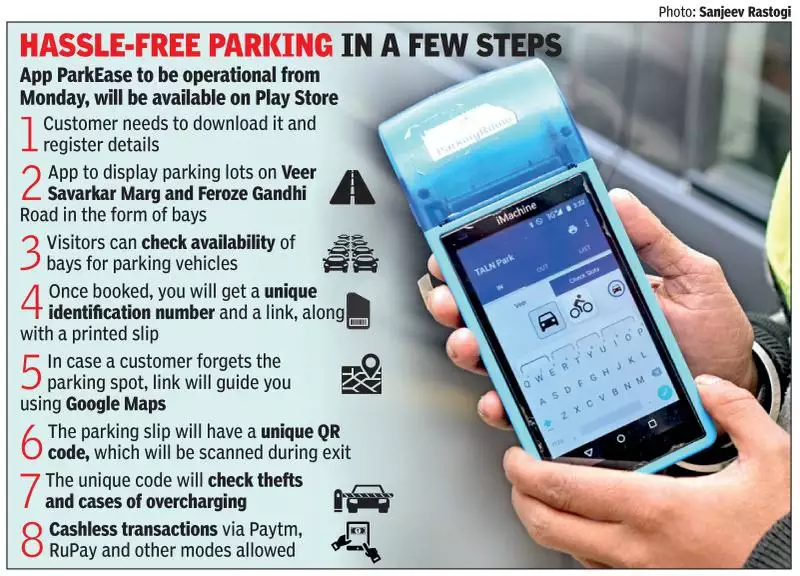 Photo: Sanjeev Rastogi
HASSLE-FREE PARKING IN A FEW STEPS
App ParkEase to be operational from
Monday, will be available on Play Store
1 Customer needs to download it and
register details
2 App to display parking lots on Veer
Savarkar Marg and Feroze Gandhi
Road in the form of bays
3 Visitors can check availability of
bays for parking vehicles
4 Once booked, you will get a unique
identification number and a link, along
with a printed slip
5 In case a customer forgets the
parking spot, link will guide you
using Google Maps
6 The parking slip will have a unique QR
code, which will be scanned during exit
7 The unique code will check thefts
and cases of overcharging
8 Cashless transactions via Paytm,
RuPay and other modes allowed
iMachine
3G
3:32
TALN Park
IN OUT LIST
Check Slots
Veer
Q W E R T Y U I O P
A S D F G H J K L
Z X C V B N M